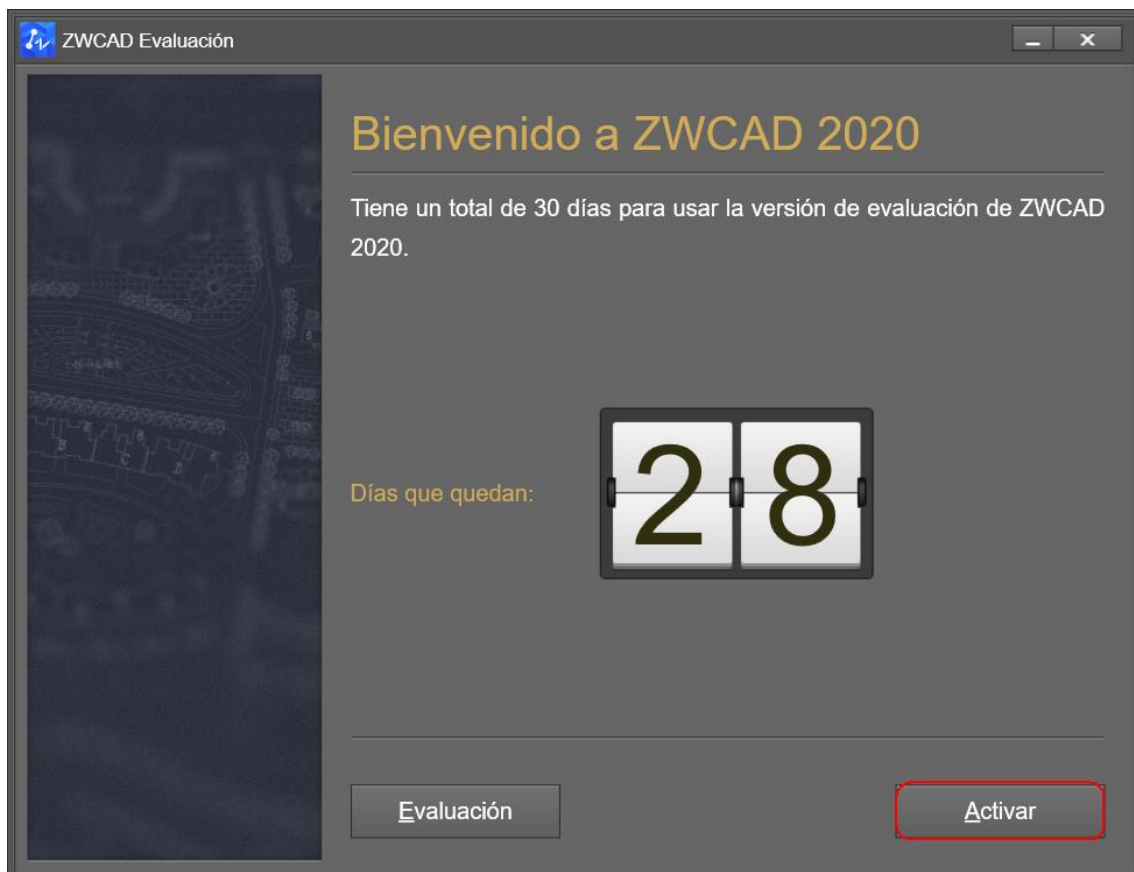 ZWCAD Evaluación
Bienvenido a ZWCAD 2020
Tiene un total de 30 días para usar la versión de evaluación de ZWCAD
2020.
Días que quedan:
28
Evaluación
Activar